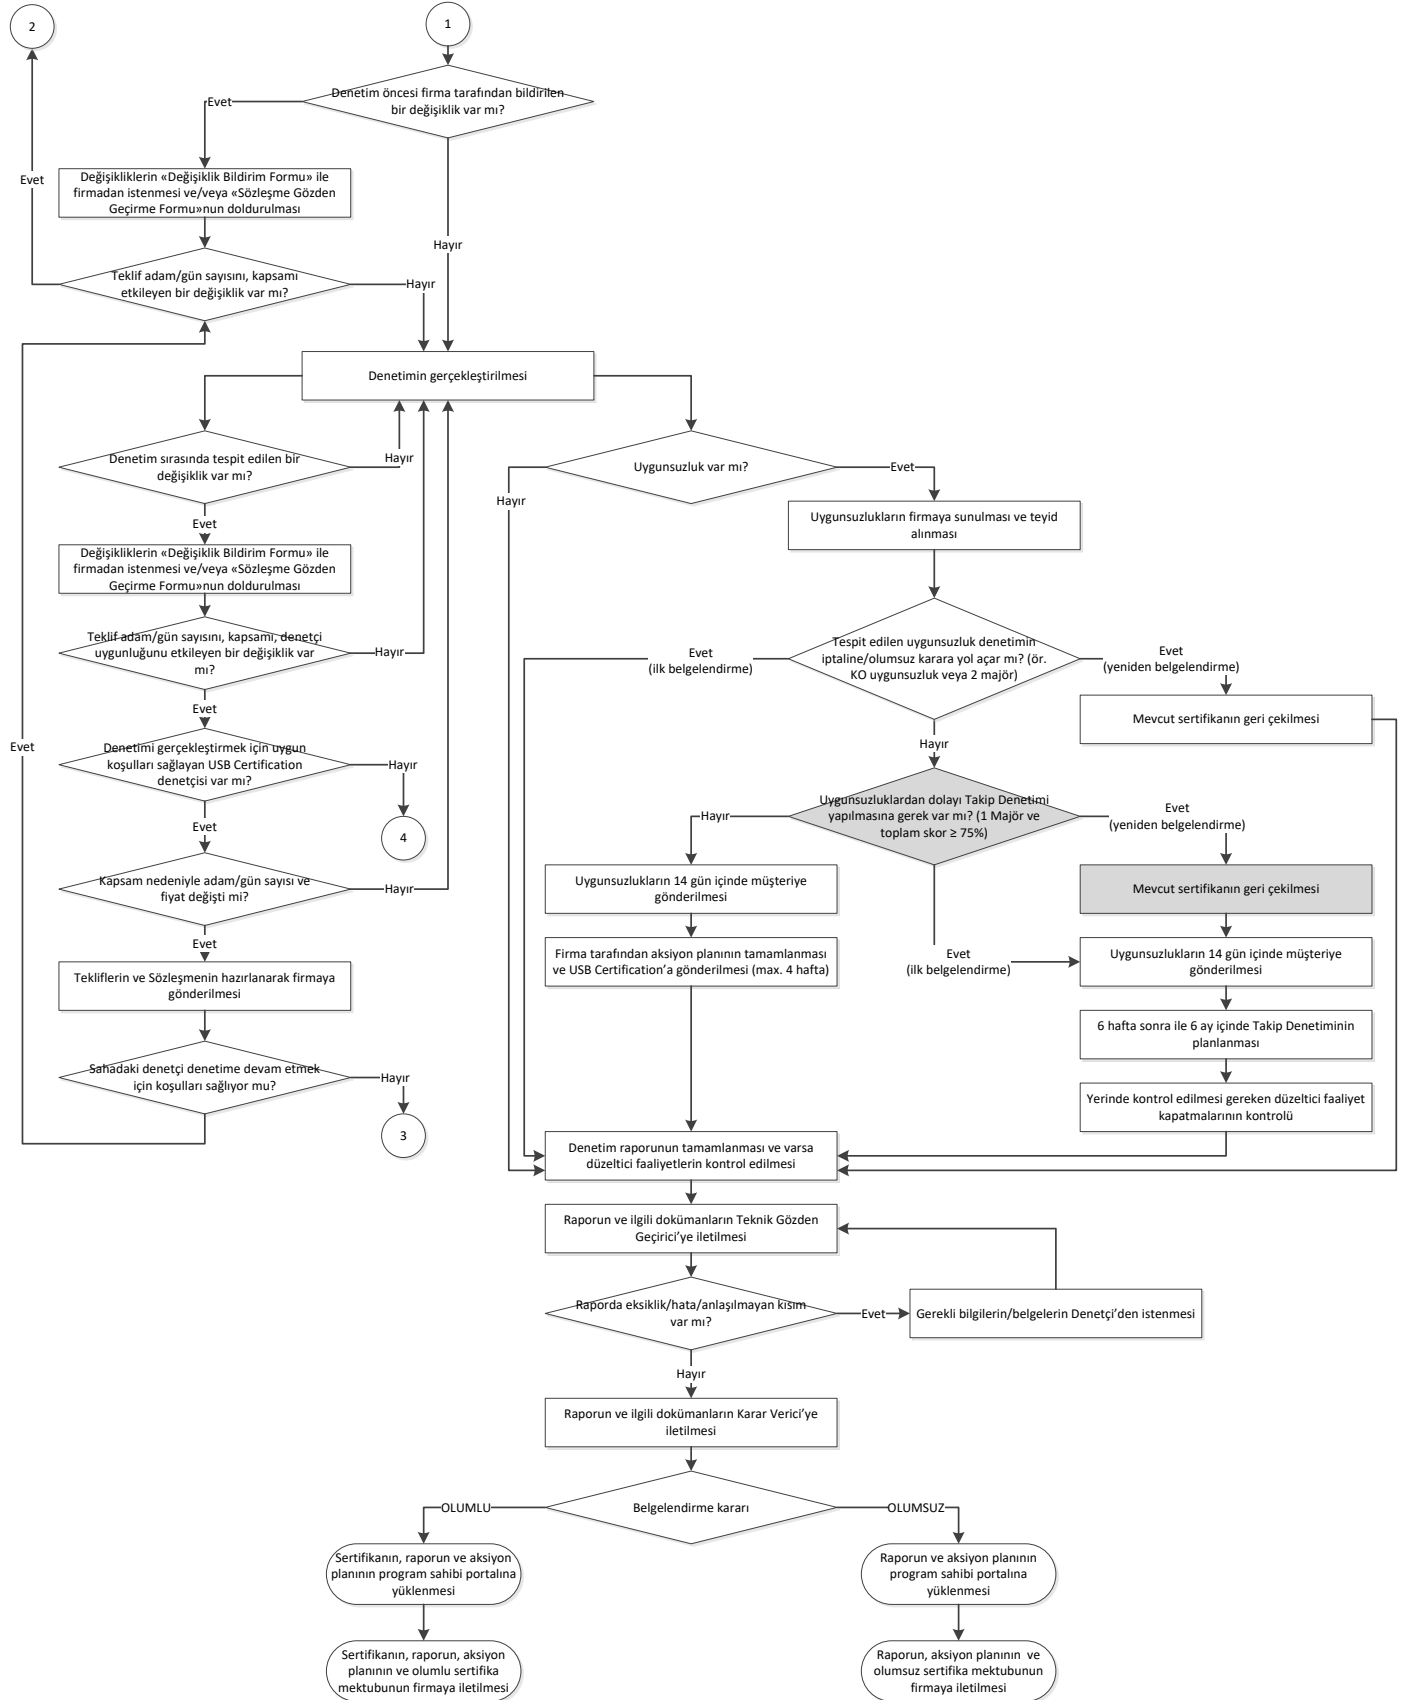 2
1
Denetim öncesi firma tarafından bildirilen
bir değişiklik var mı?
Evet
Evet
Değişikliklerin «Değişiklik Bildirim Formu» ile
firmadan istenmesi ve/veya «Sözleşme Gözden
Geçirme Formu»nun doldurulması
Hayır
Teklif adam/gün sayısını, kapsamı
etkileyen bir değişiklik var mı?
Hayır
Denetimin gerçekleştirilmesi
Denetim sırasında tespit edilen bir
değişiklik var mı?
Hayır
Evet
Değişikliklerin «Değişiklik Bildirim Formu» ile
firmadan istenmesi ve/veya «Sözleşme Gözden
Geçirme Formu»nun doldurulması
Teklif adam/gün sayısını, kapsamı, denetçi
uygunluğunu etkileyen bir değişiklik var
mı?
Hayır
Evet
Evet
Denetimi gerçekleştirmek için uygun
koşulları sağlayan USB Certification
denetçisi var mı?
Hayır
4
Evet
Kapsam nedeniyle adam/gün sayısı ve
fiyat değişti mi?
Hayır
Evet
Tekliflerin ve Sözleşmenin hazırlanarak firmaya
gönderilmesi
Sahadaki denetçi denetime devam etmek
için koşulları sağlıyor mu?
Hayır
3
Uygunsuzluk var mı?
Hayır
Evet
Uygunsuzlukların firmaya sunulması ve teyid
alınması
Tespit edilen uygunsuzluk denetimin
iptaline/olumsuz karara yol açar mı? (ör.
KO uygunsuzluk veya 2 majör)
Evet
(ilk belgelendirme)
Evet
(yeniden belgelendirme)
Mevcut sertifikanın geri çekilmesi
Hayır
Uygunsuzluklardan dolayı Takip Denetimi
yapılmasına gerek var mı? (1 Majör ve
toplam skor ≥ 75%)
Hayır
Evet
(yeniden belgelendirme)
Uygunsuzlukların 14 gün içinde müşteriye
gönderilmesi
Mevcut sertifikanın geri çekilmesi
Firma tarafından aksiyon planının tamamlanması
ve USB Certification’a gönderilmesi (max. 4 hafta)
Evet
(ilk belgelendirme)
Uygunsuzlukların 14 gün içinde müşteriye
gönderilmesi
6 hafta sonra ile 6 ay içinde Takip Denetiminin
planlanması
Yerinde kontrol edilmesi gereken düzeltici faaliyet
kapatmalarının kontrolü
Denetim raporunun tamamlanması ve varsa
düzeltici faaliyetlerin kontrol edilmesi
Raporun ve ilgili dokümanların Teknik Gözden
Geçirici’ye iletilmesi
Raporda eksiklik/hata/anlaşılmayan kısım
var mı?
Evet
Gerekli bilgilerin/belgelerin Denetçi’den istenmesi
Hayır
Raporun ve ilgili dokümanların Karar Verici’ye
iletilmesi
Belgelendirme kararı
OLUMLU
OLUMSUZ
Sertifikanın, raporun ve aksiyon
planının program sahibi portalına
yüklenmesi
Raporun ve aksiyon planının
program sahibi portalına
yüklenmesi
Sertifikanın, raporun, aksiyon
planının ve olumlu sertifika
mektubunun firmaya iletilmesi
Raporun, aksiyon planının ve
olumsuz sertifika mektubunun
firmaya iletilmesi